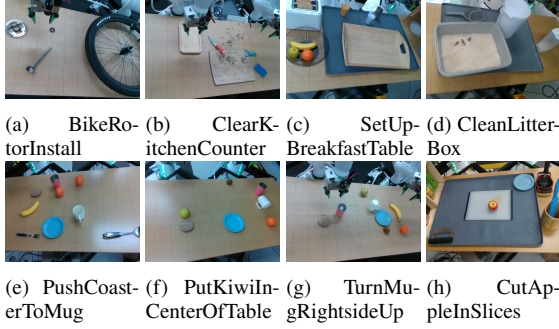 (a) BikeRo-
torInstall
(b) ClearK-
itchenCounter
(c) SetUp-
BreakfastTable
(d) CleanLitter-
Box
(e) PushCoast-
erToMug
(f) PutKiwiIn-
CenterOfTable
(g) TurnMu-
gRightsideUp
(h) CutAp-
pleInSlices